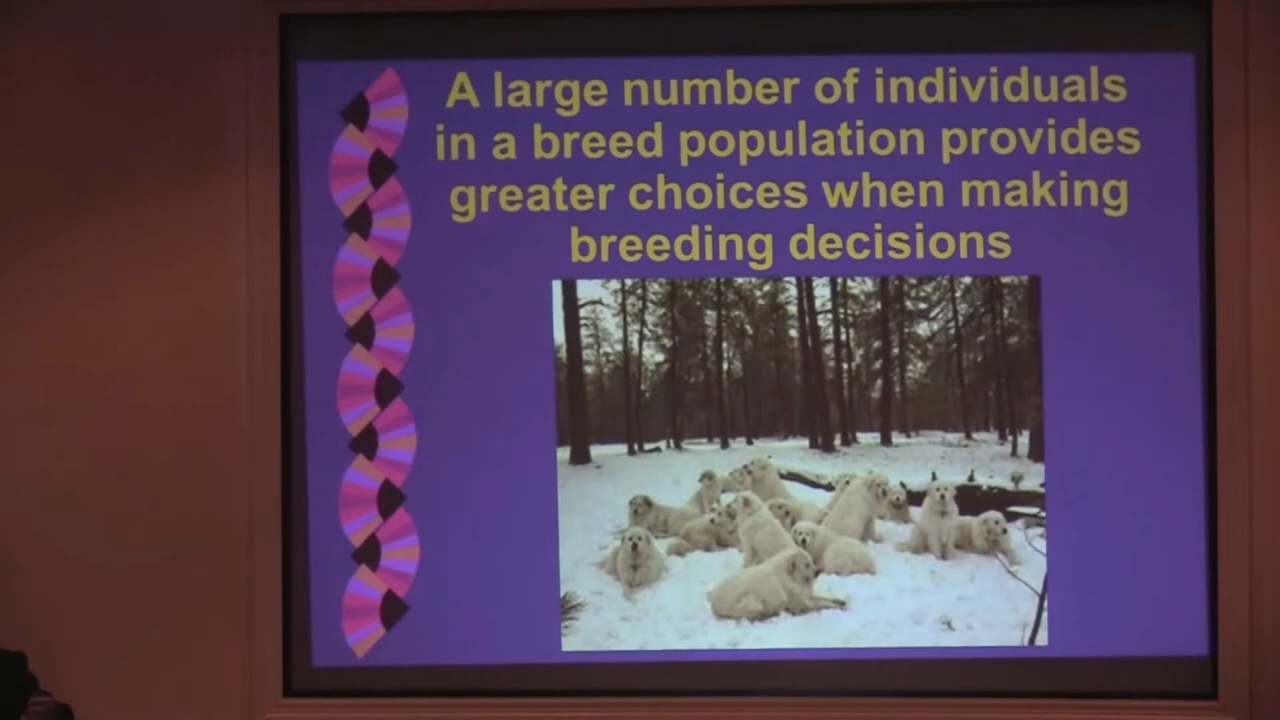 A large number of individuals
in a breed population provides
greater choices when making
breeding decisions